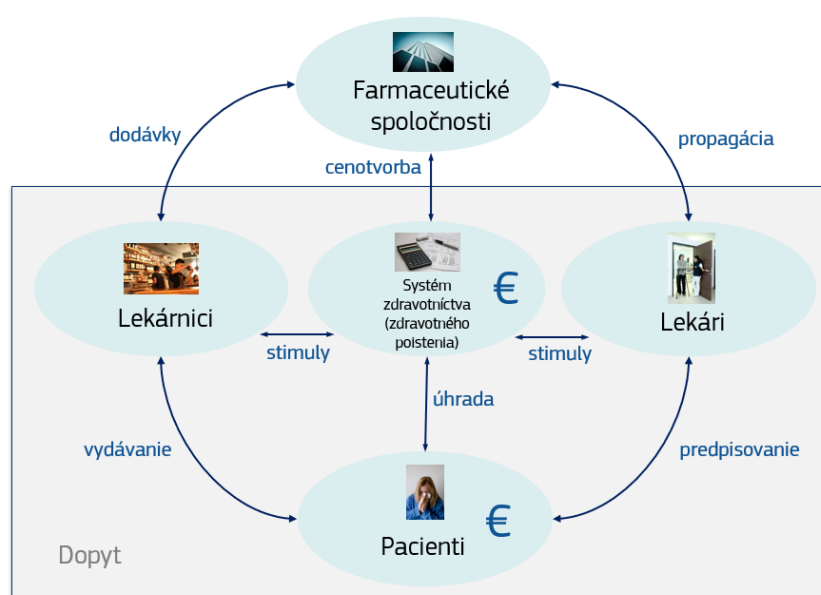 Farmaceutické
spoločnosti
dodávky
propagácia
cenotvorba
Lekárnici
Systém
zdravotníctva
(zdravotného
poistenia)
€
Lekári
stimuly
stimuly
úhrada
vydávanie
predpisovanie
Pacienti
€
Dopyt